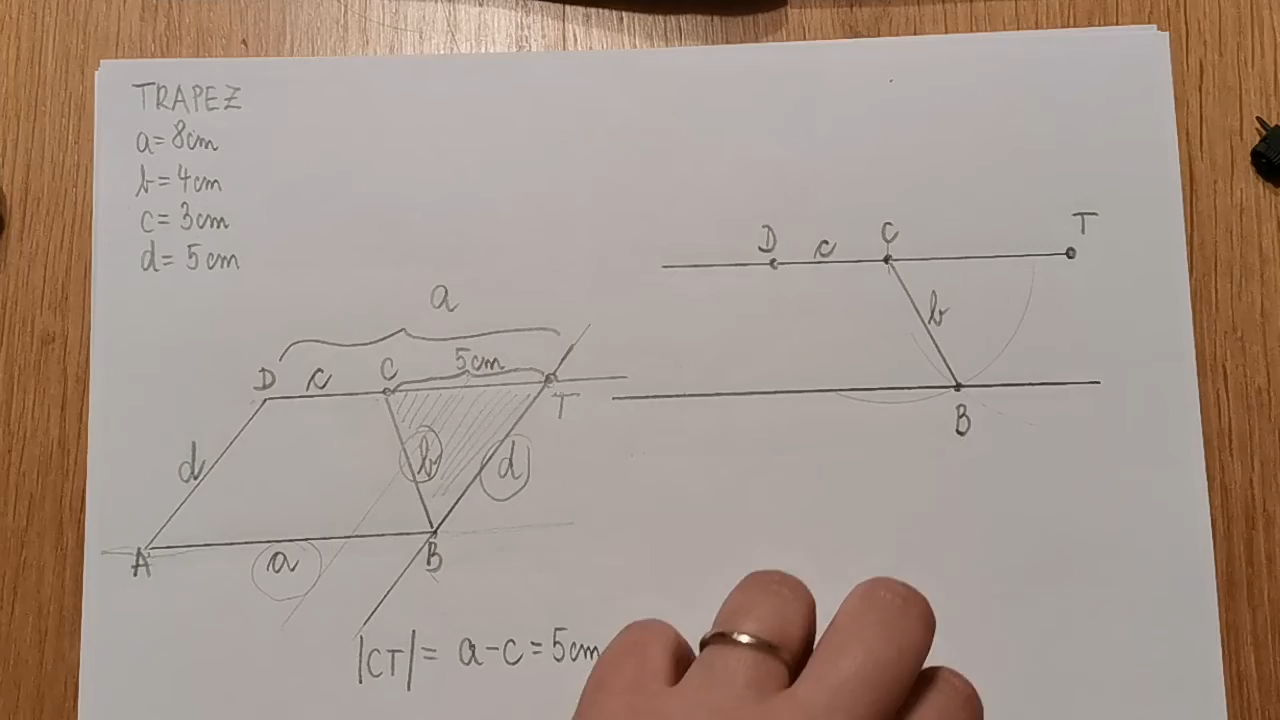 TRAPEZ
a = 8cm
b = 4cm
c = 3cm
d = 5cm
a
D c C 5cm
T
d b d
A a B
|CT| = a-c = 5cm
D c C T
b
B